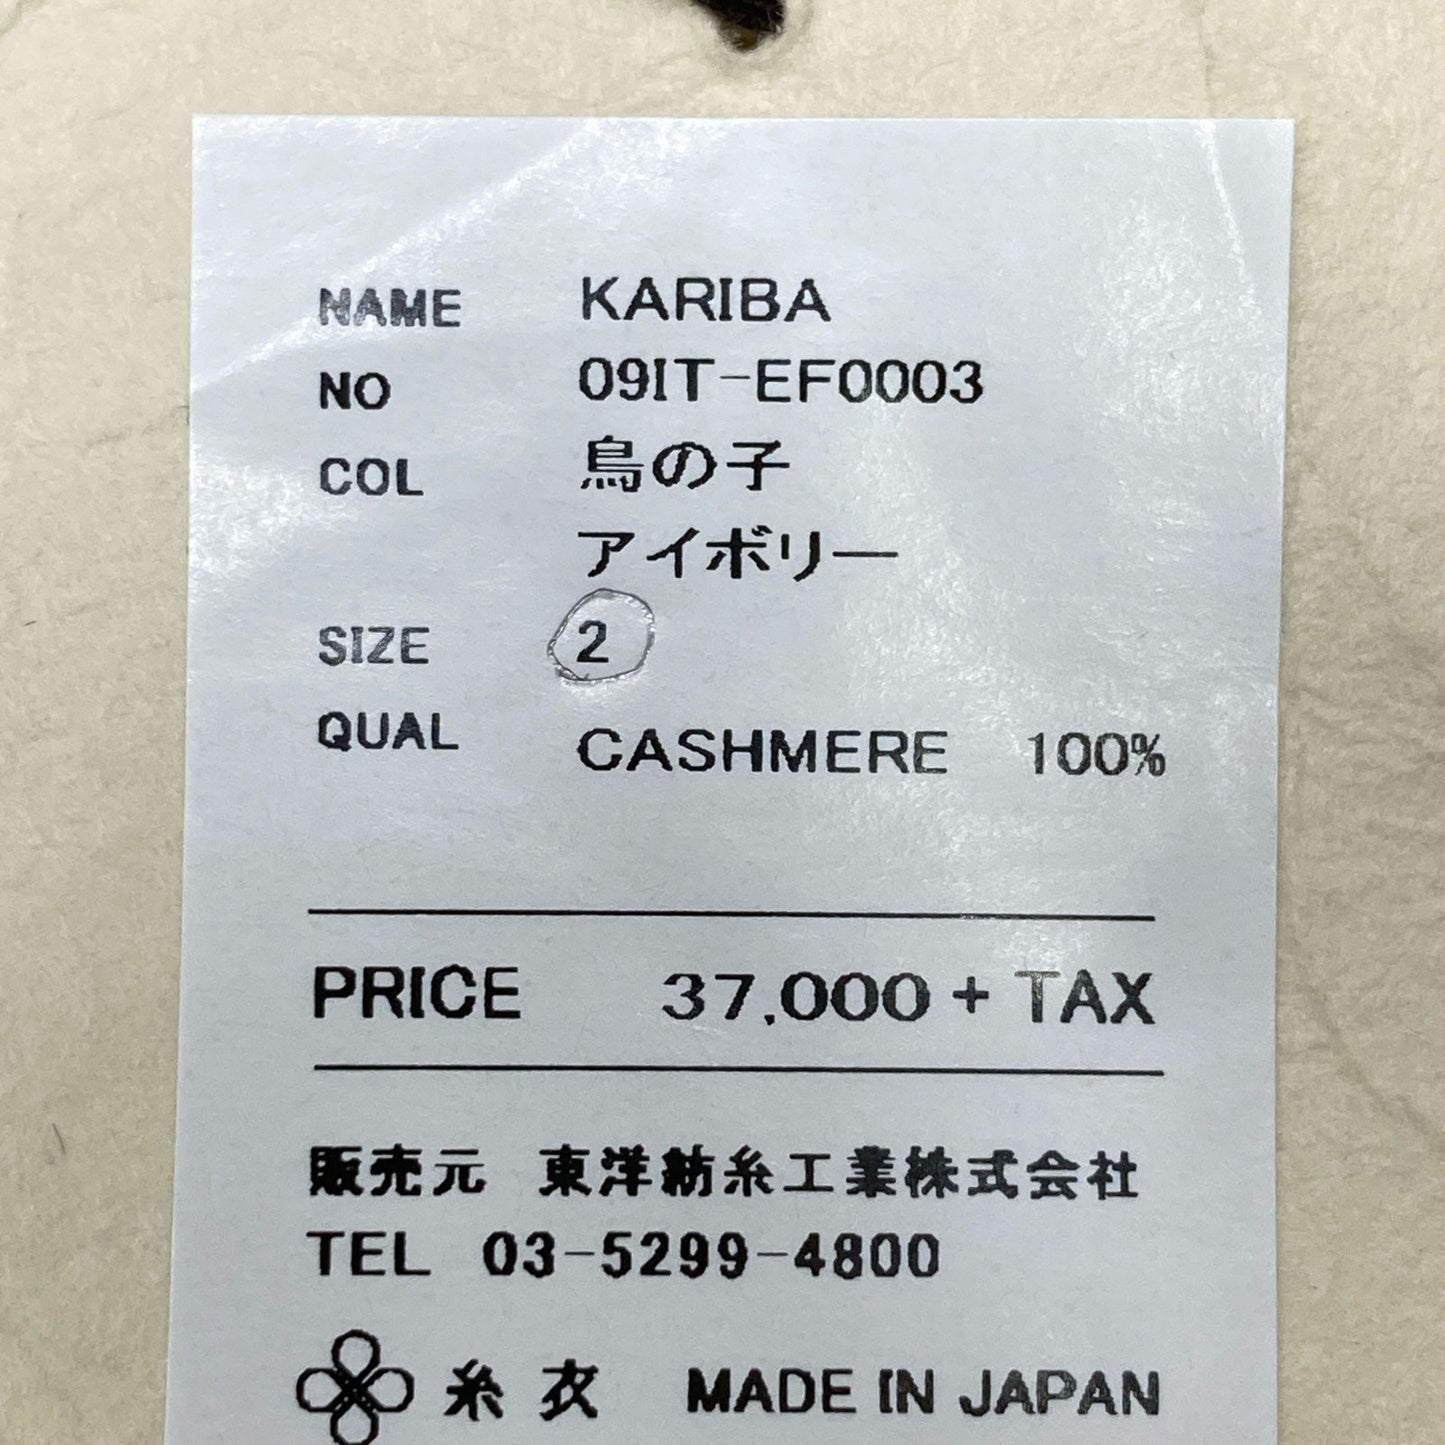 NAME KARIBA
NO 09IT-EF0003
COL 鳥の子
アイボリー
SIZE 2
QUAL CASHMERE 100%
PRICE 37,000 + TAX
販売元 東洋紡糸工業株式会社
TEL 03-5299-4800
糸衣 MADE IN JAPAN